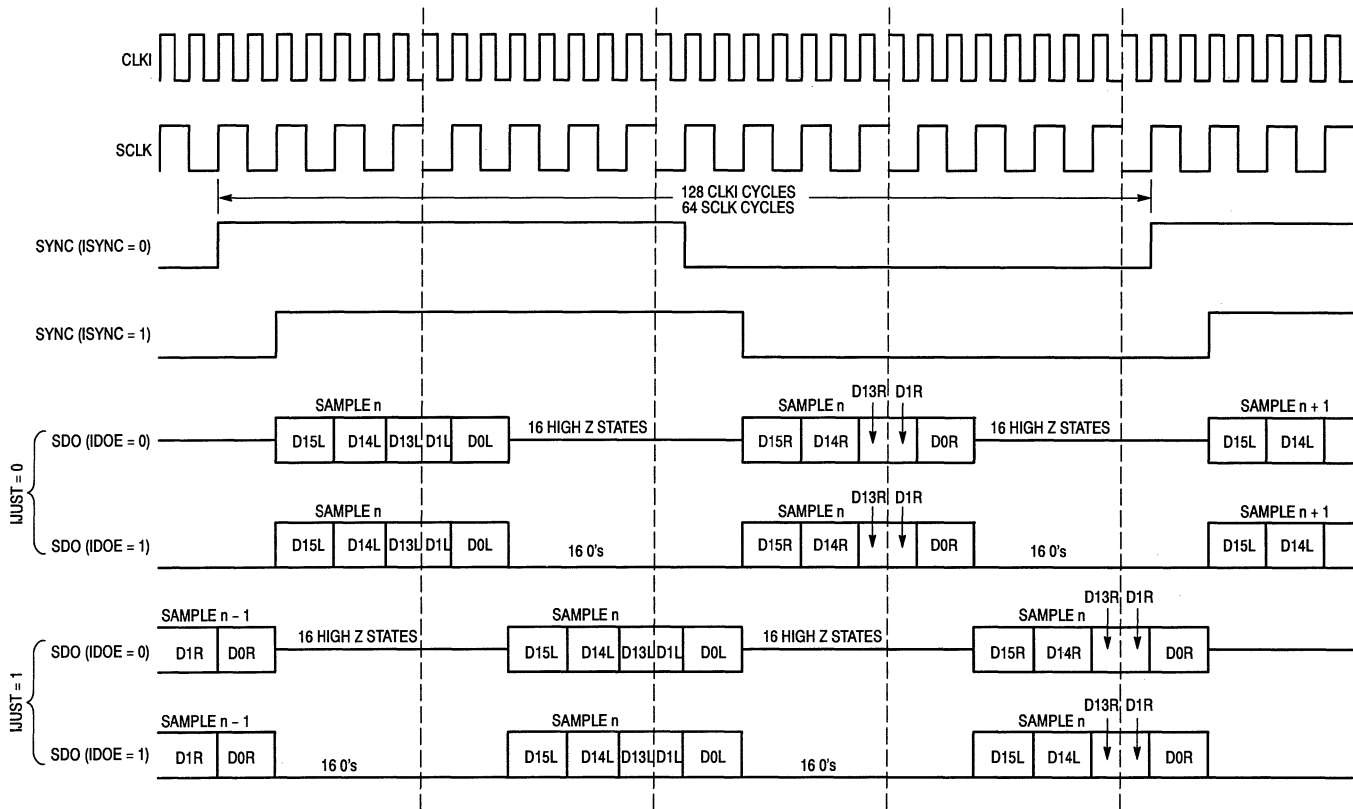 CLKI
SCLK
128 CLKI CYCLES
64 SCLK CYCLES
SYNC (ISYNC = 0)
SYNC (ISYNC = 1)
IJUST = 0
SAMPLE n
SAMPLE n
D13R D1R
SAMPLE n + 1
SDO (IDOE = 0)
D15L D14L D13L D1L D0L
16 HIGH Z STATES
D15R D14R D0R
16 HIGH Z STATES
D15L D14L
SAMPLE n
SAMPLE n
D13R D1R
SAMPLE n + 1
SDO (IDOE = 1)
D15L D14L D13L D1L D0L
16 0's
D15R D14R D0R
16 0's
D15L D14L
IJUST = 1
SAMPLE n – 1
SAMPLE n
SAMPLE n
D13R D1R
SDO (IDOE = 0)
D1R D0R
16 HIGH Z STATES
D15L D14L D13L D1L D0L
16 HIGH Z STATES
D15R D14R D0R
SAMPLE n – 1
SAMPLE n
SAMPLE n
D13R D1R
SDO (IDOE = 1)
D1R D0R
16 0's
D15L D14L D13L D1L D0L
16 0's
D15R D14R D0R